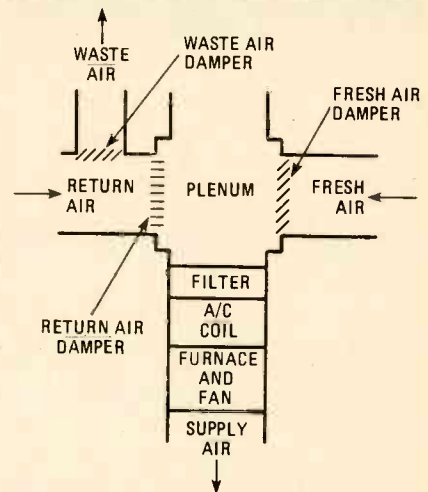 WASTE
AIR
WASTE AIR
DAMPER
FRESH AIR
DAMPER
RETURN
AIR
PLENUM
FRESH
AIR
RETURN AIR
DAMPER
FILTER
A/C
COIL
FURNACE
AND
FAN
SUPPLY
AIR